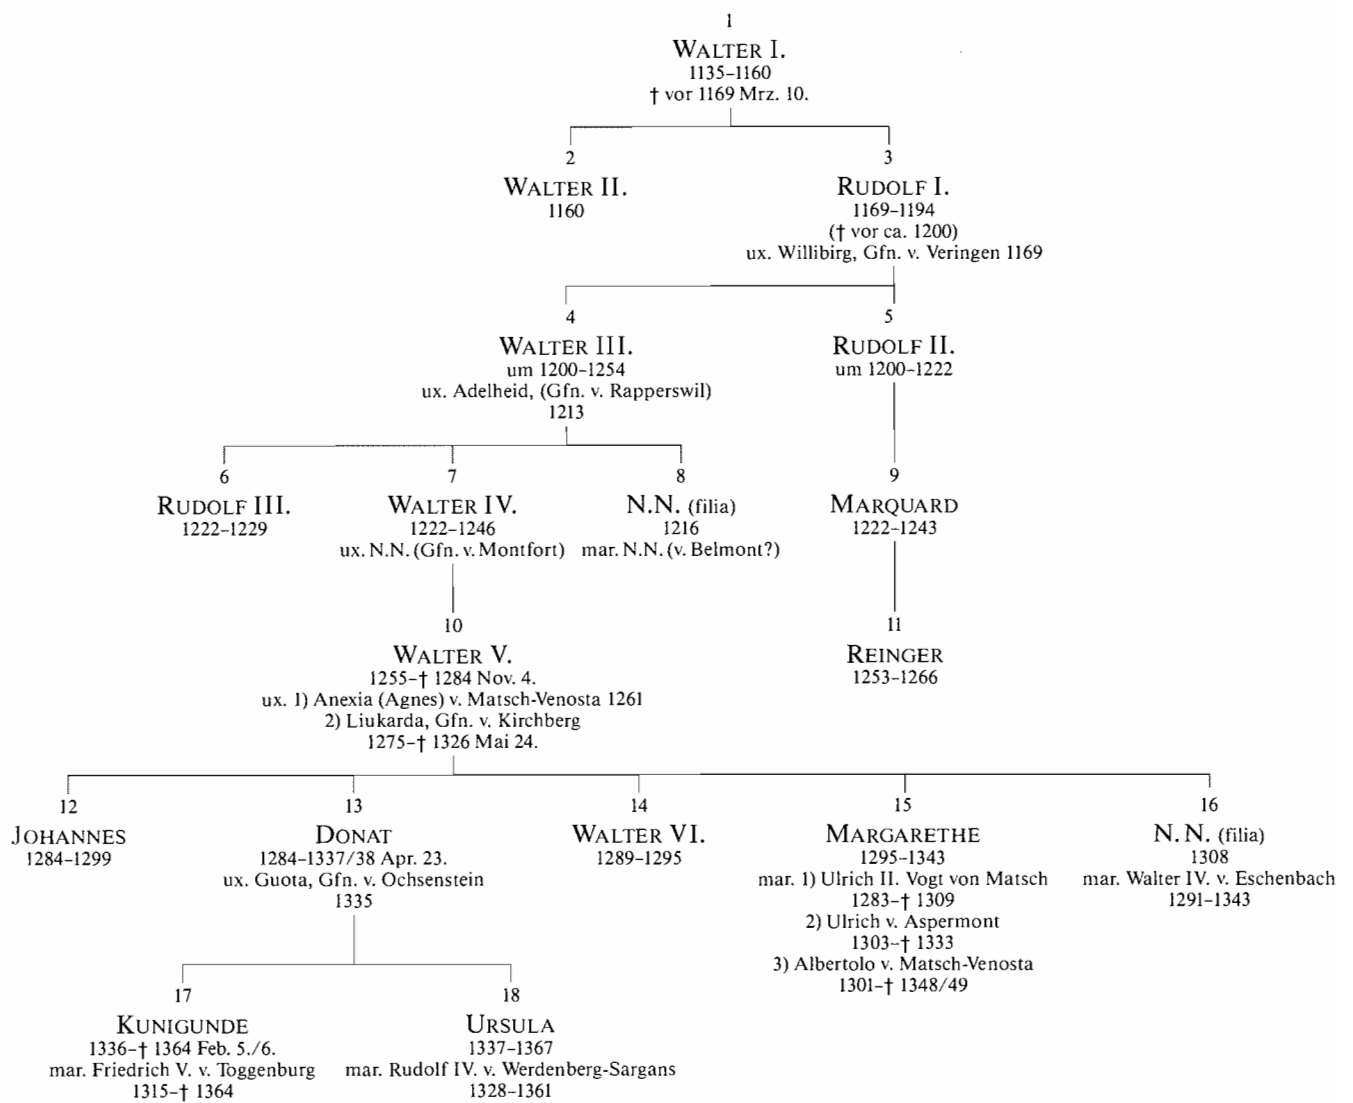 1
WALTER I.
1135–1160
† vor 1169 Mrz. 10.
2
WALTER II.
1160
3
RUDOLF I.
1169–1194
(† vor ca. 1200)
ux. Willibirg, Gfn. v. Veringen 1169
4
WALTER III.
um 1200–1254
ux. Adelheid, (Gfn. v. Rapperswil)
1213
5
RUDOLF II.
um 1200–1222
6
RUDOLF III.
1222–1229
7
WALTER IV.
1222–1246
ux. N.N. (Gfn. v. Montfort)
8
N.N. (filia)
1216
mar. N.N. (v. Belmont?)
9
MARQUARD
1222–1243
10
WALTER V.
1255–† 1284 Nov. 4.
ux. 1) Anexia (Agnes) v. Matsch-Venosta 1261
2) Liukarda, Gfn. v. Kirchberg
1275–† 1326 Mai 24.
11
REINGER
1253–1266
12
JOHANNES
1284–1299
13
DONAT
1284–1337/38 Apr. 23.
ux. Guota, Gfn. v. Ochsenstein
1335
14
WALTER VI.
1289–1295
15
MARGARETHE
1295–1343
mar. 1) Ulrich II. Vogt von Matsch
1283–† 1309
2) Ulrich v. Aspermont
1303–† 1333
3) Albertolo v. Matsch-Venosta
1301–† 1348/49
16
N.N. (filia)
1308
mar. Walter IV. v. Eschenbach
1291–1343
17
KUNIGUNDE
1336–† 1364 Feb. 5./6.
mar. Friedrich V. v. Toggenburg
1315–† 1364
18
URSULA
1337–1367
mar. Rudolf IV. v. Werdenberg-Sargans
1328–1361